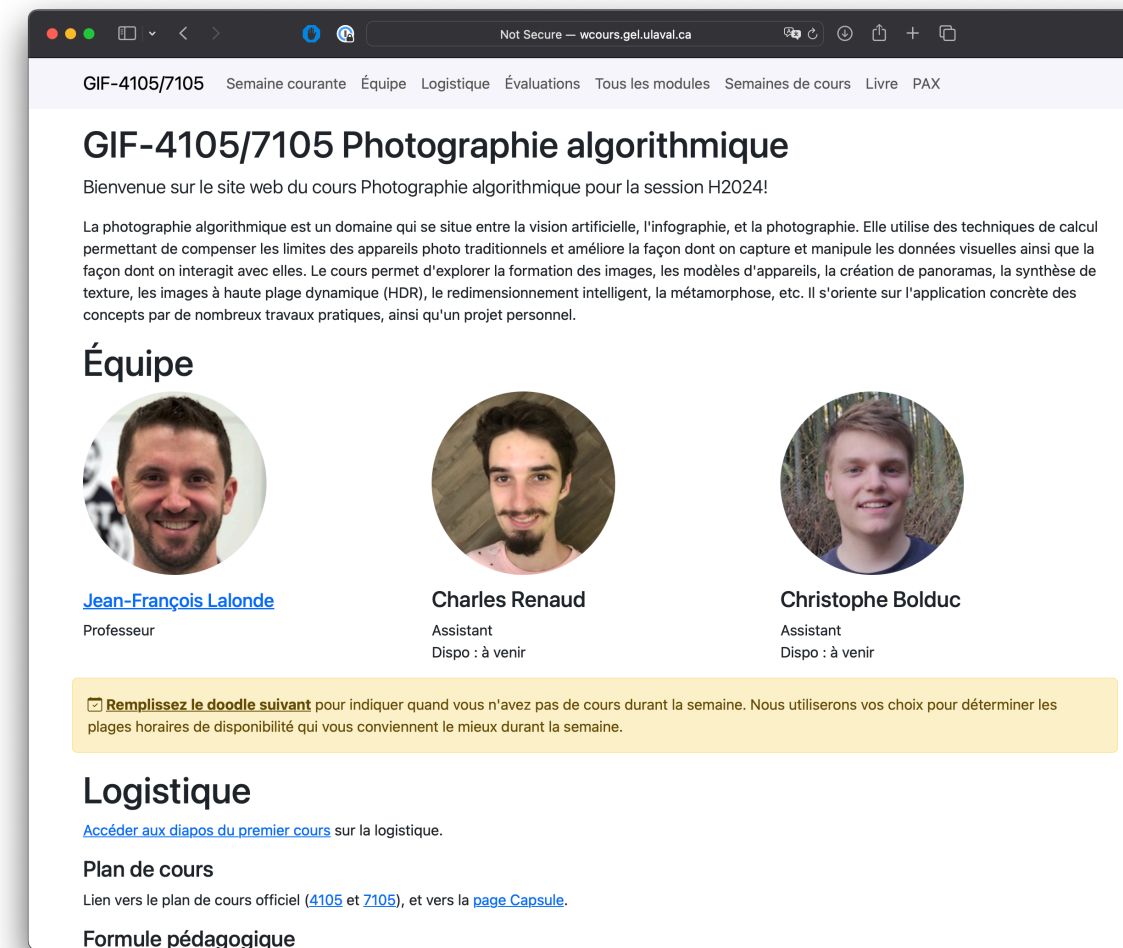 Not Secure — wcours.gel.ulaval.ca
GIF-4105/7105 Semaine courante Équipe Logistique Évaluations Tous les modules Semaines de cours Livre PAX
GIF-4105/7105 Photographie algorithmique
Bienvenue sur le site web du cours Photographie algorithmique pour la session H2024!
La photographie algorithmique est un domaine qui se situe entre la vision artificielle, l'infographie, et la photographie. Elle utilise des techniques de calcul
permettant de compenser les limites des appareils photo traditionnels et améliore la façon dont on capture et manipule les données visuelles ainsi que la
façon dont on interagit avec elles. Le cours permet d'explorer la formation des images, les modèles d'appareils, la création de panoramas, la synthèse de
texture, les images à haute plage dynamique (HDR), le redimensionnement intelligent, la métamorphose, etc. Il s'oriente sur l'application concrète des
concepts par de nombreux travaux pratiques, ainsi qu'un projet personnel.
Équipe
Jean-François Lalonde
Professeur
Charles Renaud
Assistant
Dispo : à venir
Christophe Bolduc
Assistant
Dispo : à venir
Remplissez le doodle suivant pour indiquer quand vous n'avez pas de cours durant la semaine. Nous utiliserons vos choix pour déterminer les
plages horaires de disponibilité qui vous conviennent le mieux durant la semaine.
Logistique
Accéder aux diapos du premier cours sur la logistique.
Plan de cours
Lien vers le plan de cours officiel (4105 et 7105), et vers la page Capsule.
Formule pédagogique